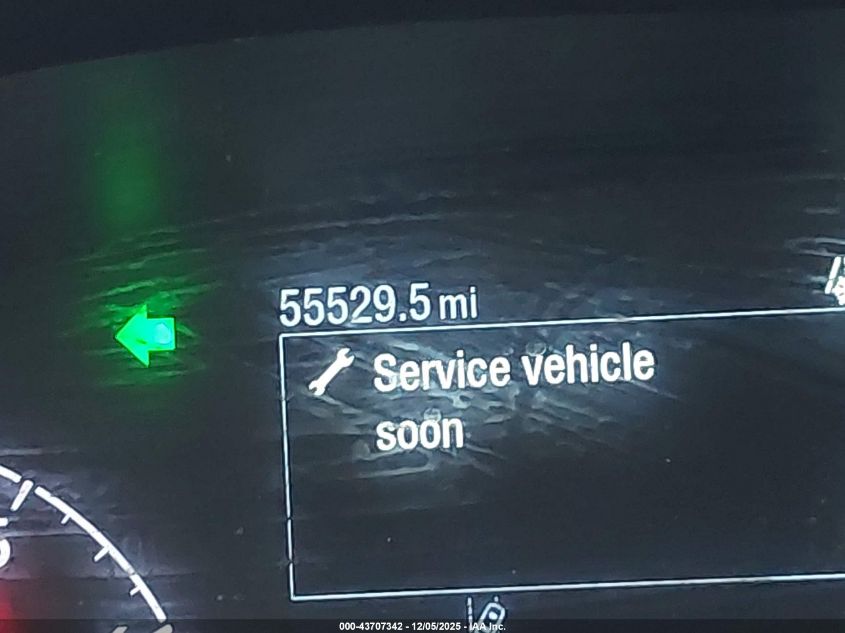 55529.5 mi
Service vehicle
soon
000-43707342 - 12/05/2025 - IAA Inc.